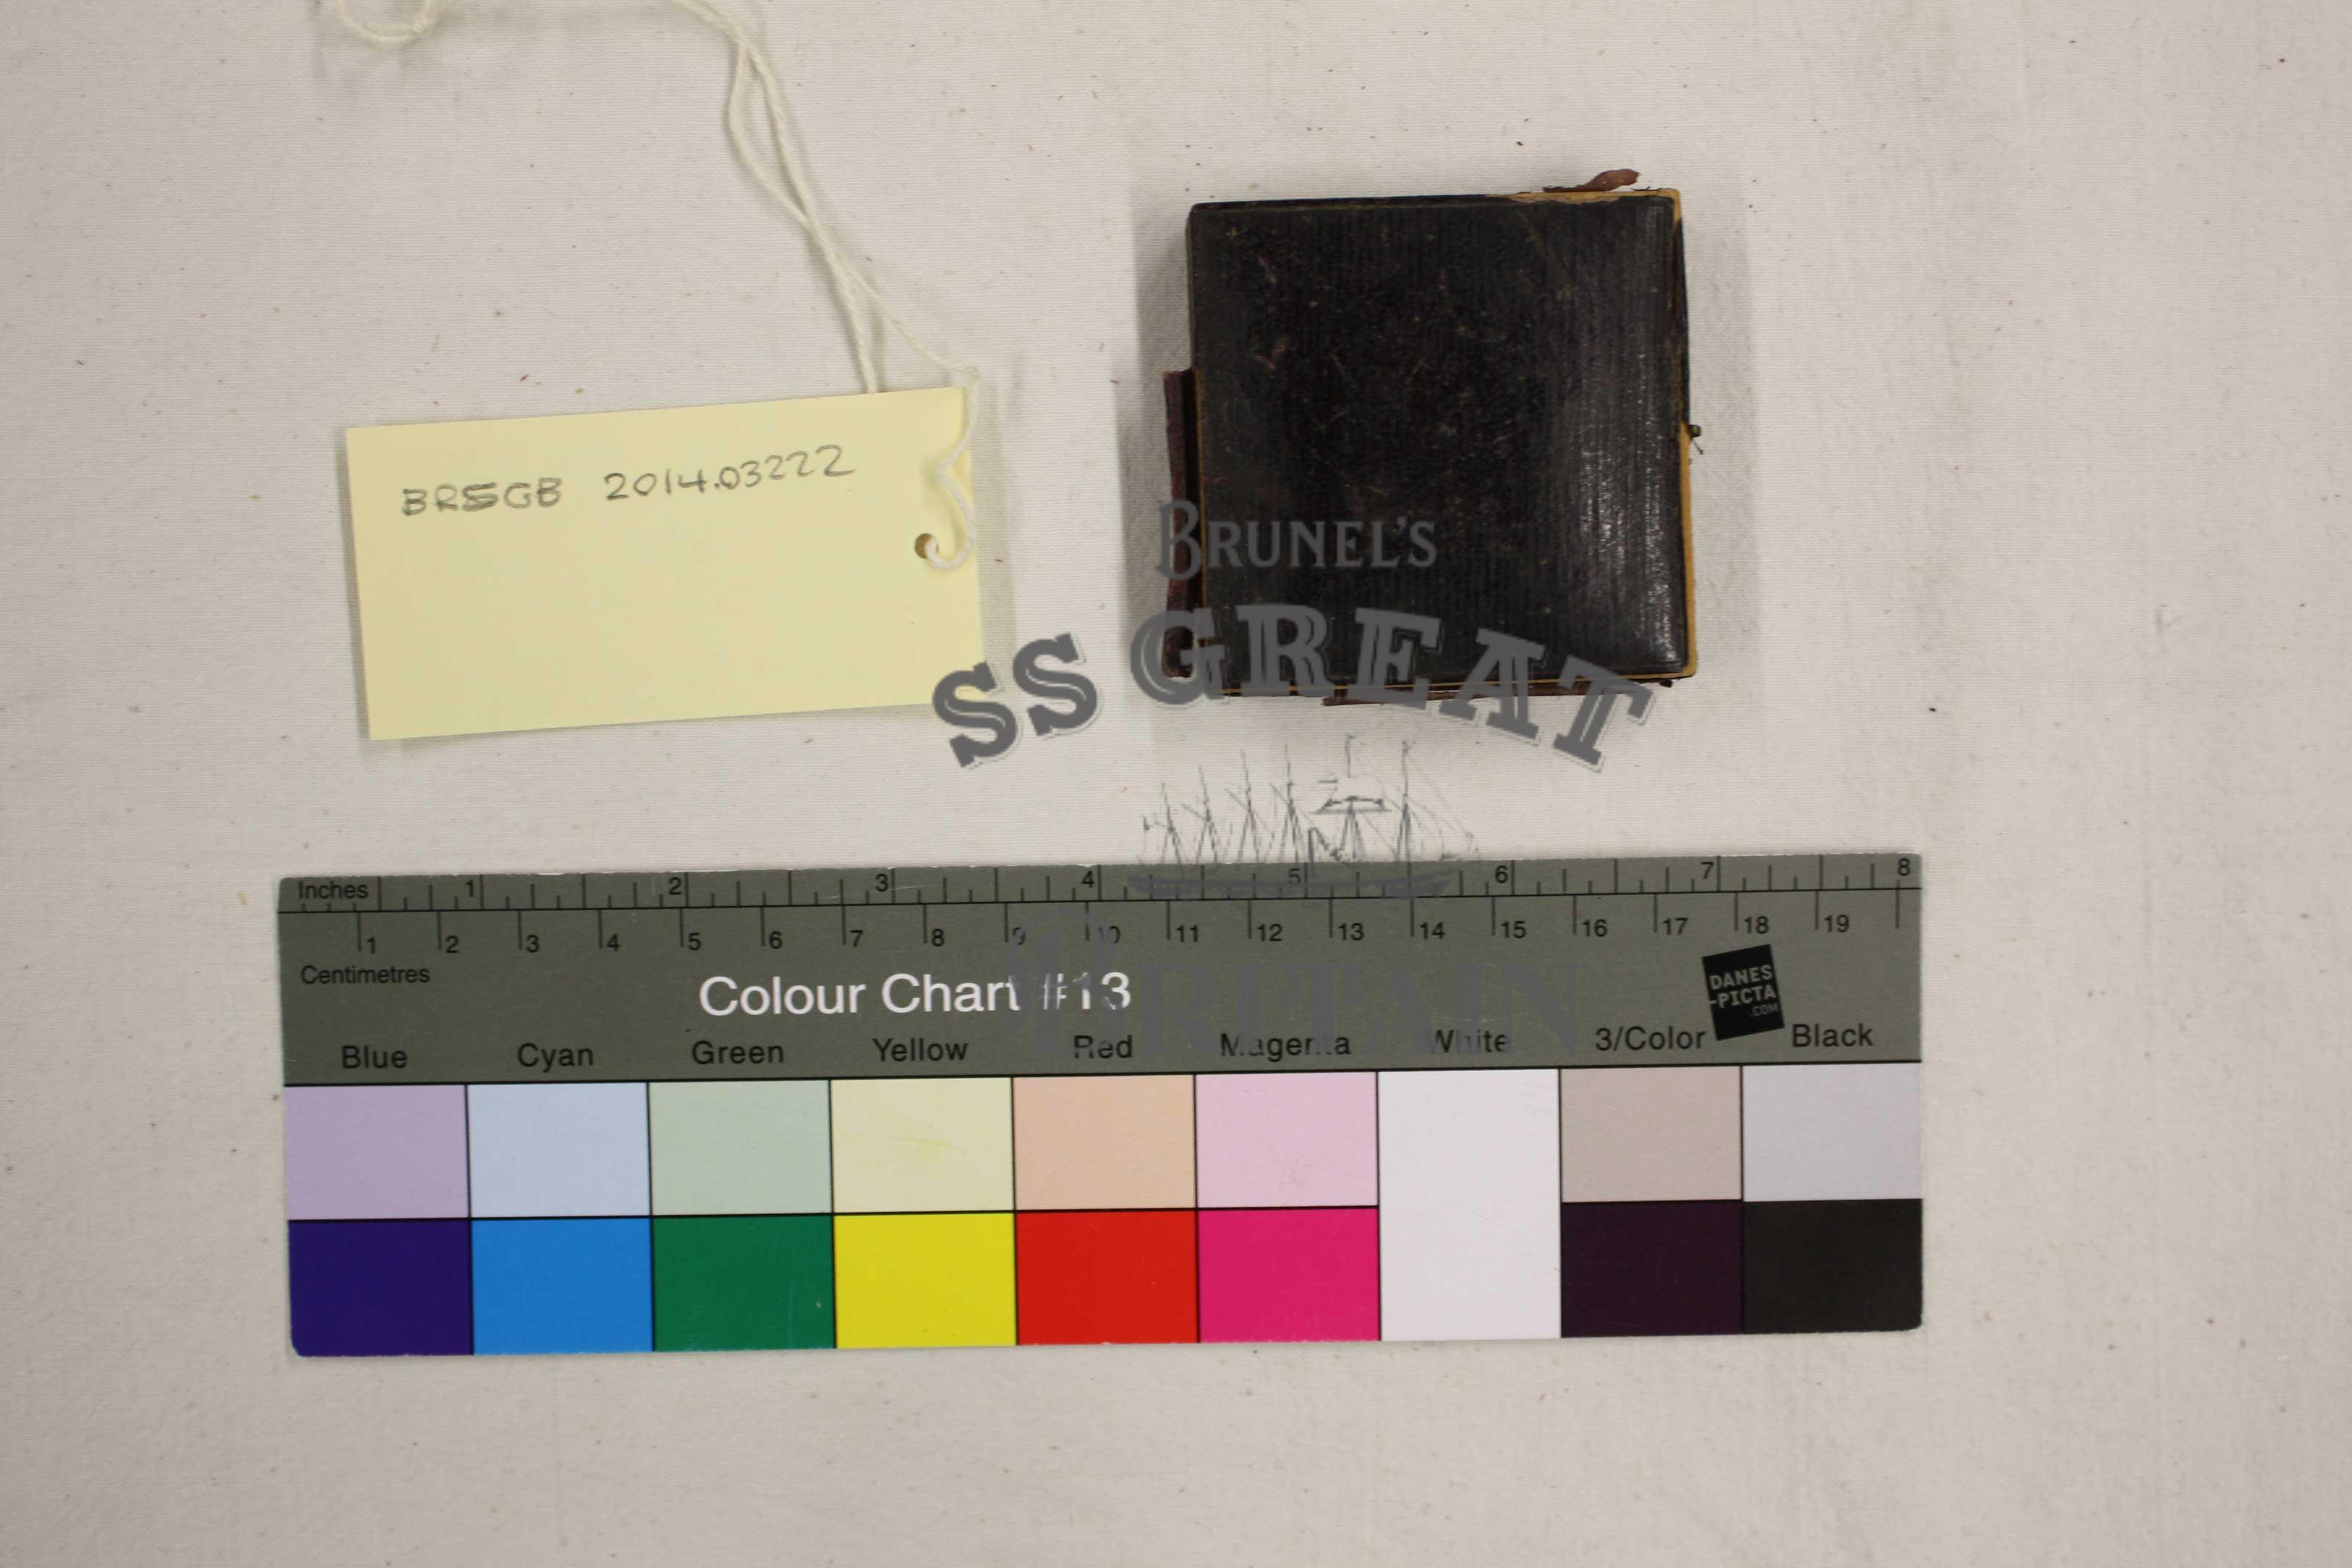 BRSGB 2014.03222
BRUNEL'S
SS GREAT
BRITAIN
Inches 1 2 3 4 5 6 7 8
1 2 3 4 5 6 7 8 9 10 11 12 13 14 15 16 17 18 19
Centimetres
Colour Chart #13
DANES
-PICTA
.COM
Blue Cyan Green Yellow Red Magenta White 3/Color Black